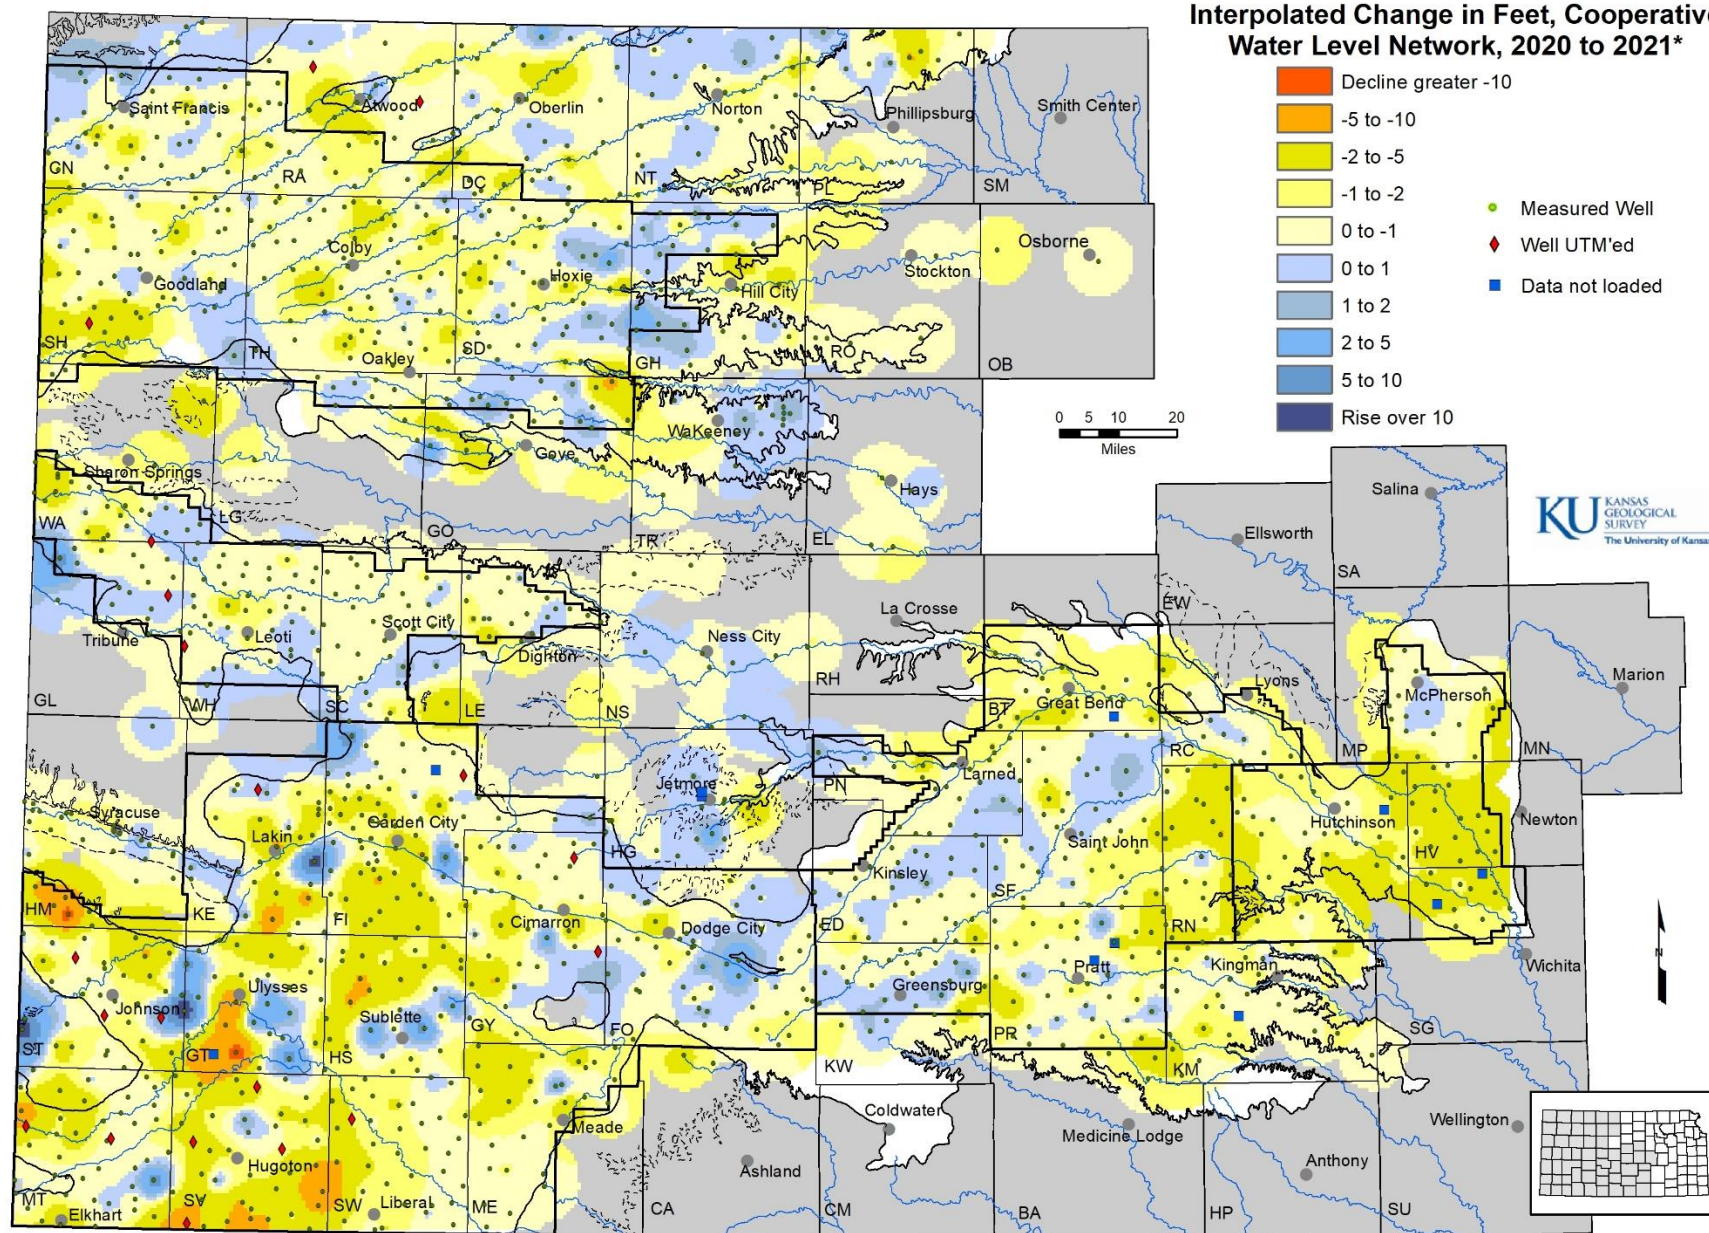 Interpolated Change in Feet, Cooperativ
Water Level Network, 2020 to 2021*
Decline greater -10
-5 to -10
-2 to -5
-1 to -2
0 to -1
0 to 1
1 to 2
2 to 5
5 to 10
Rise over 10
Measured Well
Well UTM'ed
Data not loaded
0 5 10 20
Miles
KU
KANSAS
GEOLOGICAL
SURVEY
The University of Kansa
N
Saint Francis
Atwood
Oberlin
Norton
Phillipsburg
Smith Center
CN
RA
DC
NT
PL
SM
Colby
Goodland
Hoxie
Hill City
Stockton
Osborne
SH
TH
Oakley
SD
GH
RO
OB
WaKeeney
Sharon Springs
Gove
Hays
WA
LG
GO
TR
EL
Salina
Ellsworth
SA
EW
Tribune
Leoti
Scott City
Dighton
Ness City
La Crosse
RH
GL
WH
SC
LE
NS
BT
Great Bend
Lyons
McPherson
Marion
RC
MP
MN
Syracuse
Lakin
Garden City
Jetmore
PN
Larned
Saint John
Hutchinson
Newton
HV
HG
Kinsley
SF
HM
KE
FI
Cimarron
Dodge City
ED
RN
Johnson
Ulysses
Sublette
Greensburg
Pratt
Kingman
Wichita
ST
GT
HS
GY
FO
KW
PR
KM
SG
Meade
Coldwater
Medicine Lodge
Wellington
Hugoton
Ashland
Anthony
MT
SV
SW
Liberal
ME
CA
CM
BA
HP
SU
Elkhart